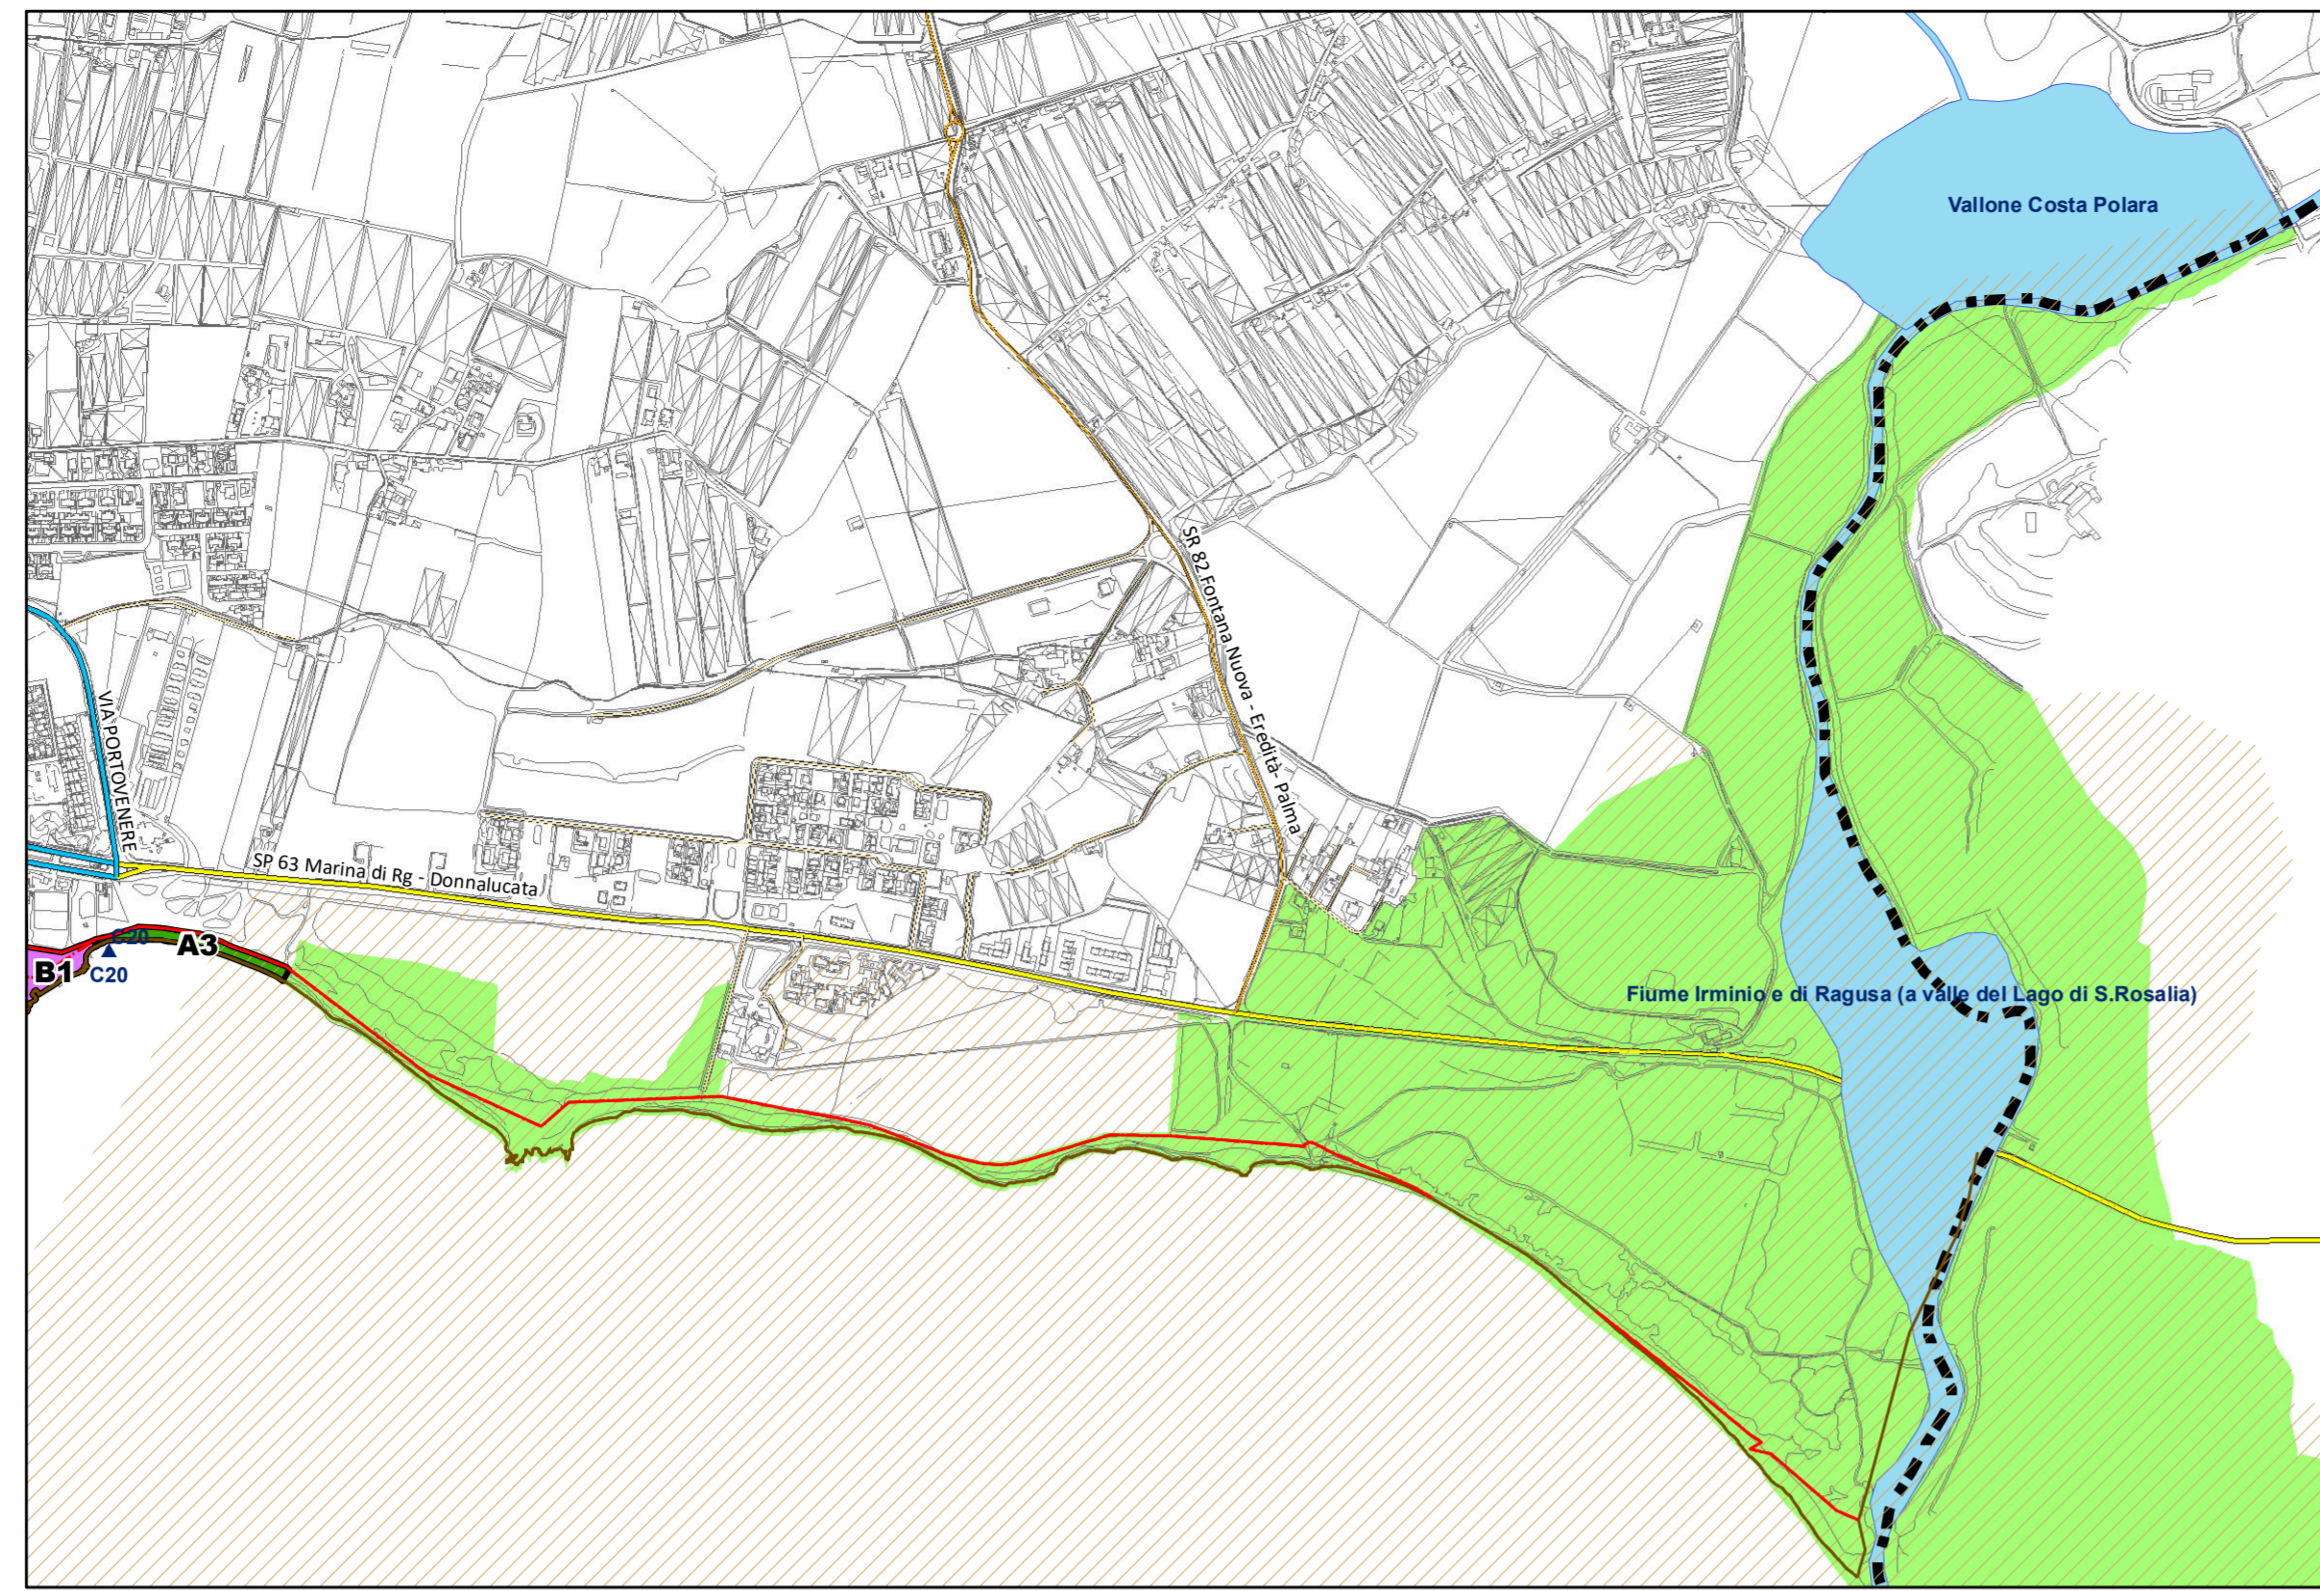 Vallone Costa Polara
SR 82 Fontana Nuova - Eredità- Palma
VIA PORTOVENERE
SP 63 Marina di Rg - Donnalucata
C20
A3
B1
C20
Fiume Irminio e di Ragusa (a valle del Lago di S.Rosalia)